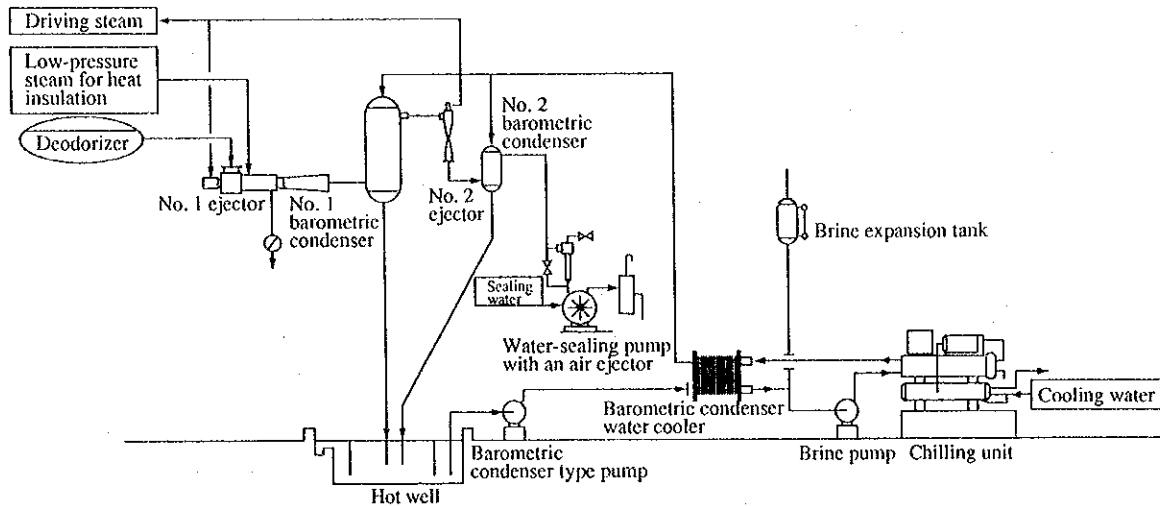 Driving steam
Low-pressure
steam for heat
insulation
Deodorizer
No. 1 ejector
No. 1
barometric
condenser
No. 2
ejector
No. 2
barometric
condenser
Sealing
water
Water-sealing pump
with an air ejector
Brine expansion tank
Barometric condenser
water cooler
Cooling water
Barometric
condenser type pump
Hot well
Brine pump
Chilling unit